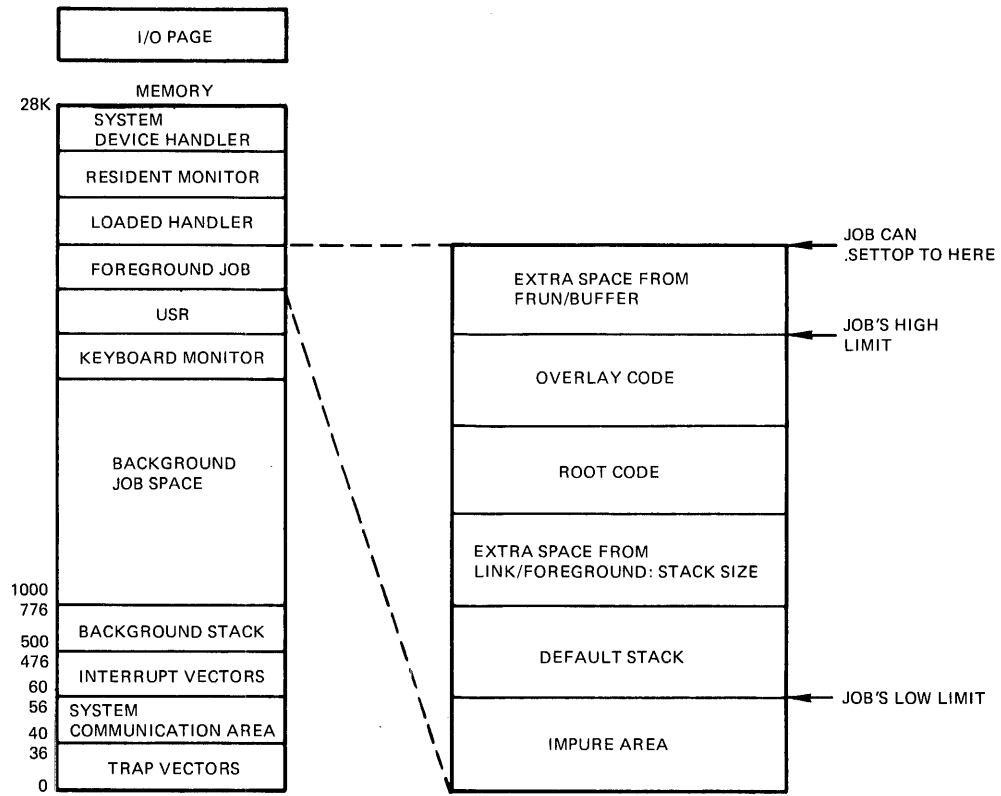 I/O PAGE
MEMORY
28K
SYSTEM
DEVICE HANDLER
RESIDENT MONITOR
LOADED HANDLER
FOREGROUND JOB
USR
KEYBOARD MONITOR
BACKGROUND
JOB SPACE
1000
776
BACKGROUND STACK
500
476
INTERRUPT VECTORS
60
56
SYSTEM
COMMUNICATION AREA
40
36
TRAP VECTORS
0
EXTRA SPACE FROM
FRUN/BUFFER
OVERLAY CODE
ROOT CODE
EXTRA SPACE FROM
LINK/FOREGROUND: STACK SIZE
DEFAULT STACK
IMPURE AREA
JOB CAN
.SETTOP TO HERE
JOB'S HIGH
LIMIT
JOB'S LOW LIMIT